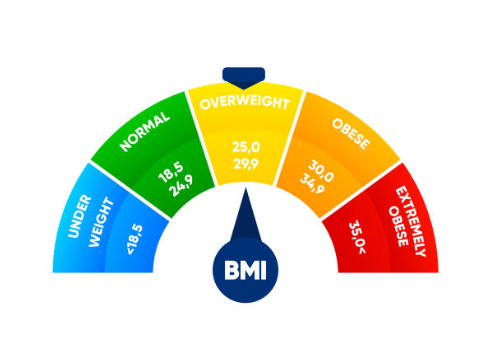 UNDER
WEIGHT
<18,5
NORMAL
18,5
24,9
OVERWEIGHT
25,0
29,9
OBESE
30,0
34,9
EXTREMELY
OBESE
35,0<
BMI